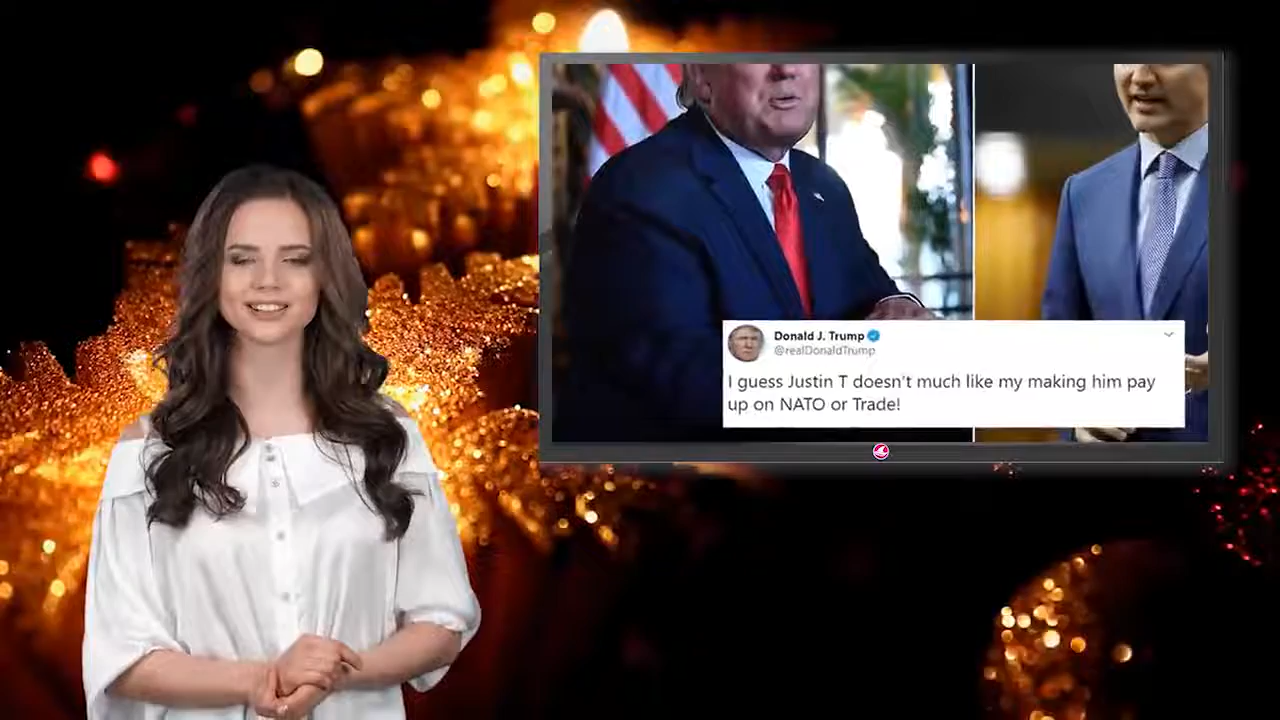 Donald J. Trump
@realDonaldTrump
I guess Justin T doesn't much like my making him pay
up on NATO or Trade!